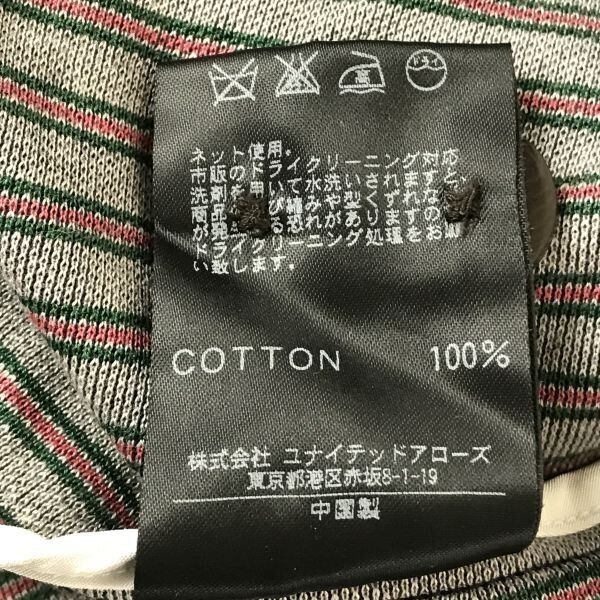 高
ドライ
ネット使用。
市販のドライクリーニング対応
洗剤を用いて水洗いされますと、
ドライクリーニング処理をお願
い致します。
COTTON 100%
株式会社 ユナイテッドアローズ
東京都港区赤坂8-1-19
中国製